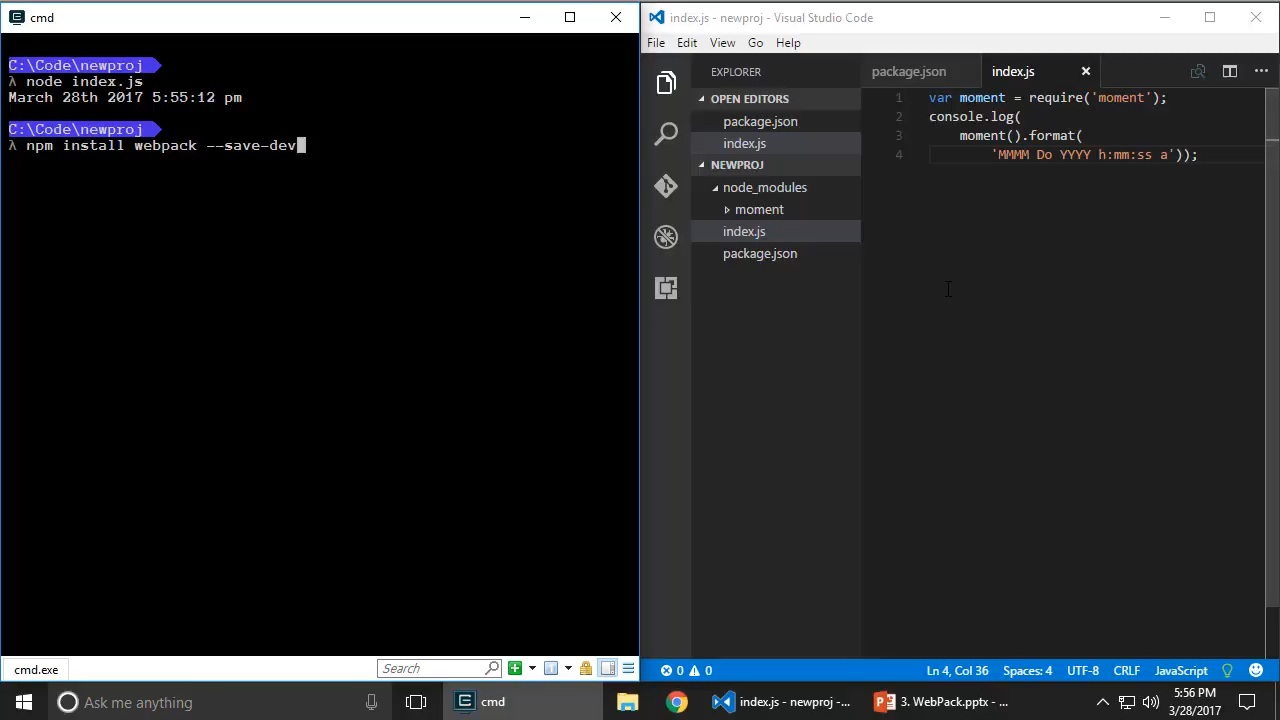 cmd
C:\Code\newproj
λ node index.js
March 28th 2017 5:55:12 pm
C:\Code\newproj
λ npm install webpack --save-dev
cmd.exe
Search
index.js - newproj - Visual Studio Code
File Edit View Go Help
EXPLORER
OPEN EDITORS
package.json
index.js
NEWPROJ
node_modules
moment
index.js
package.json
package.json index.js
1 var moment = require('moment');
2 console.log(
3 moment().format(
4 'MMMM Do YYYY h:mm:ss a'));
0 0 Ln 4, Col 36 Spaces: 4 UTF-8 CRLF JavaScript
Ask me anything
cmd
index.js - newproj -...
3. WebPack.pptx - ...
5:56 PM
3/28/2017